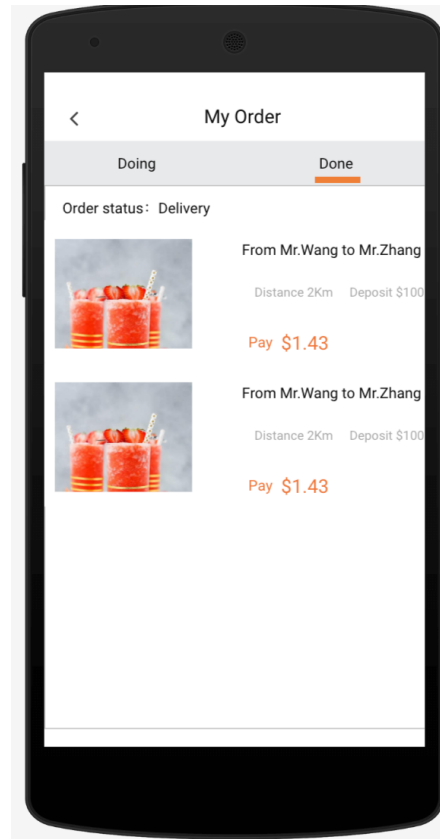 My Order
Doing Done
Order status: Delivery
From Mr.Wang to Mr.Zhang
Distance 2Km Deposit $100
Pay $1.43
From Mr.Wang to Mr.Zhang
Distance 2Km Deposit $100
Pay $1.43